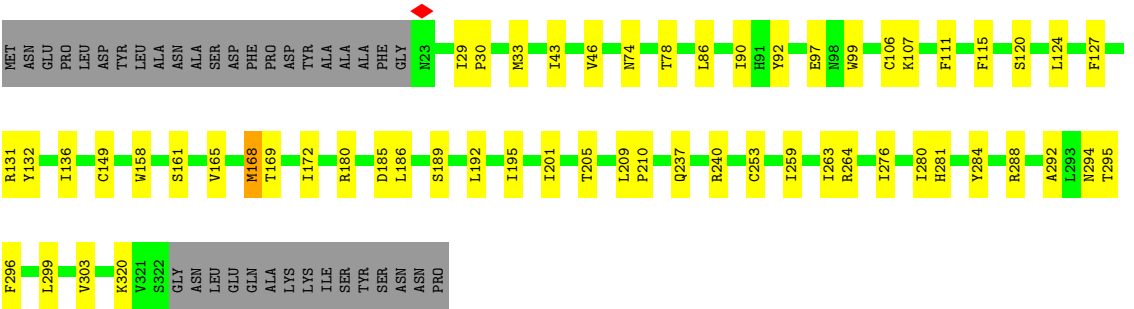 MET ASN GLU PRO LEU ASP TYR LEU ALA ASN ALA SER ASP PHE PRO ASP TYR ALA ALA ALA PHE GLY N23 I29 P30 M33 I43 V46 N74 T78 L86 I90 H91 Y92 E97 N98 W99 C106 K107 F111 F115 S120 L124 F127
R131 Y132 I136 C149 W158 S161 V165 M168 T169 I172 R180 D185 L186 S189 L192 I195 I201 T205 L209 P210 Q237 R240 C253 I259 I263 R264 I276 I280 H281 Y284 R288 A292 L293 N294 T295
F296 L299 V303 K320 V321 S322 GLY ASN LEU GLU GLN ALA LYS LYS ILE SER TYR SER ASN ASN PRO